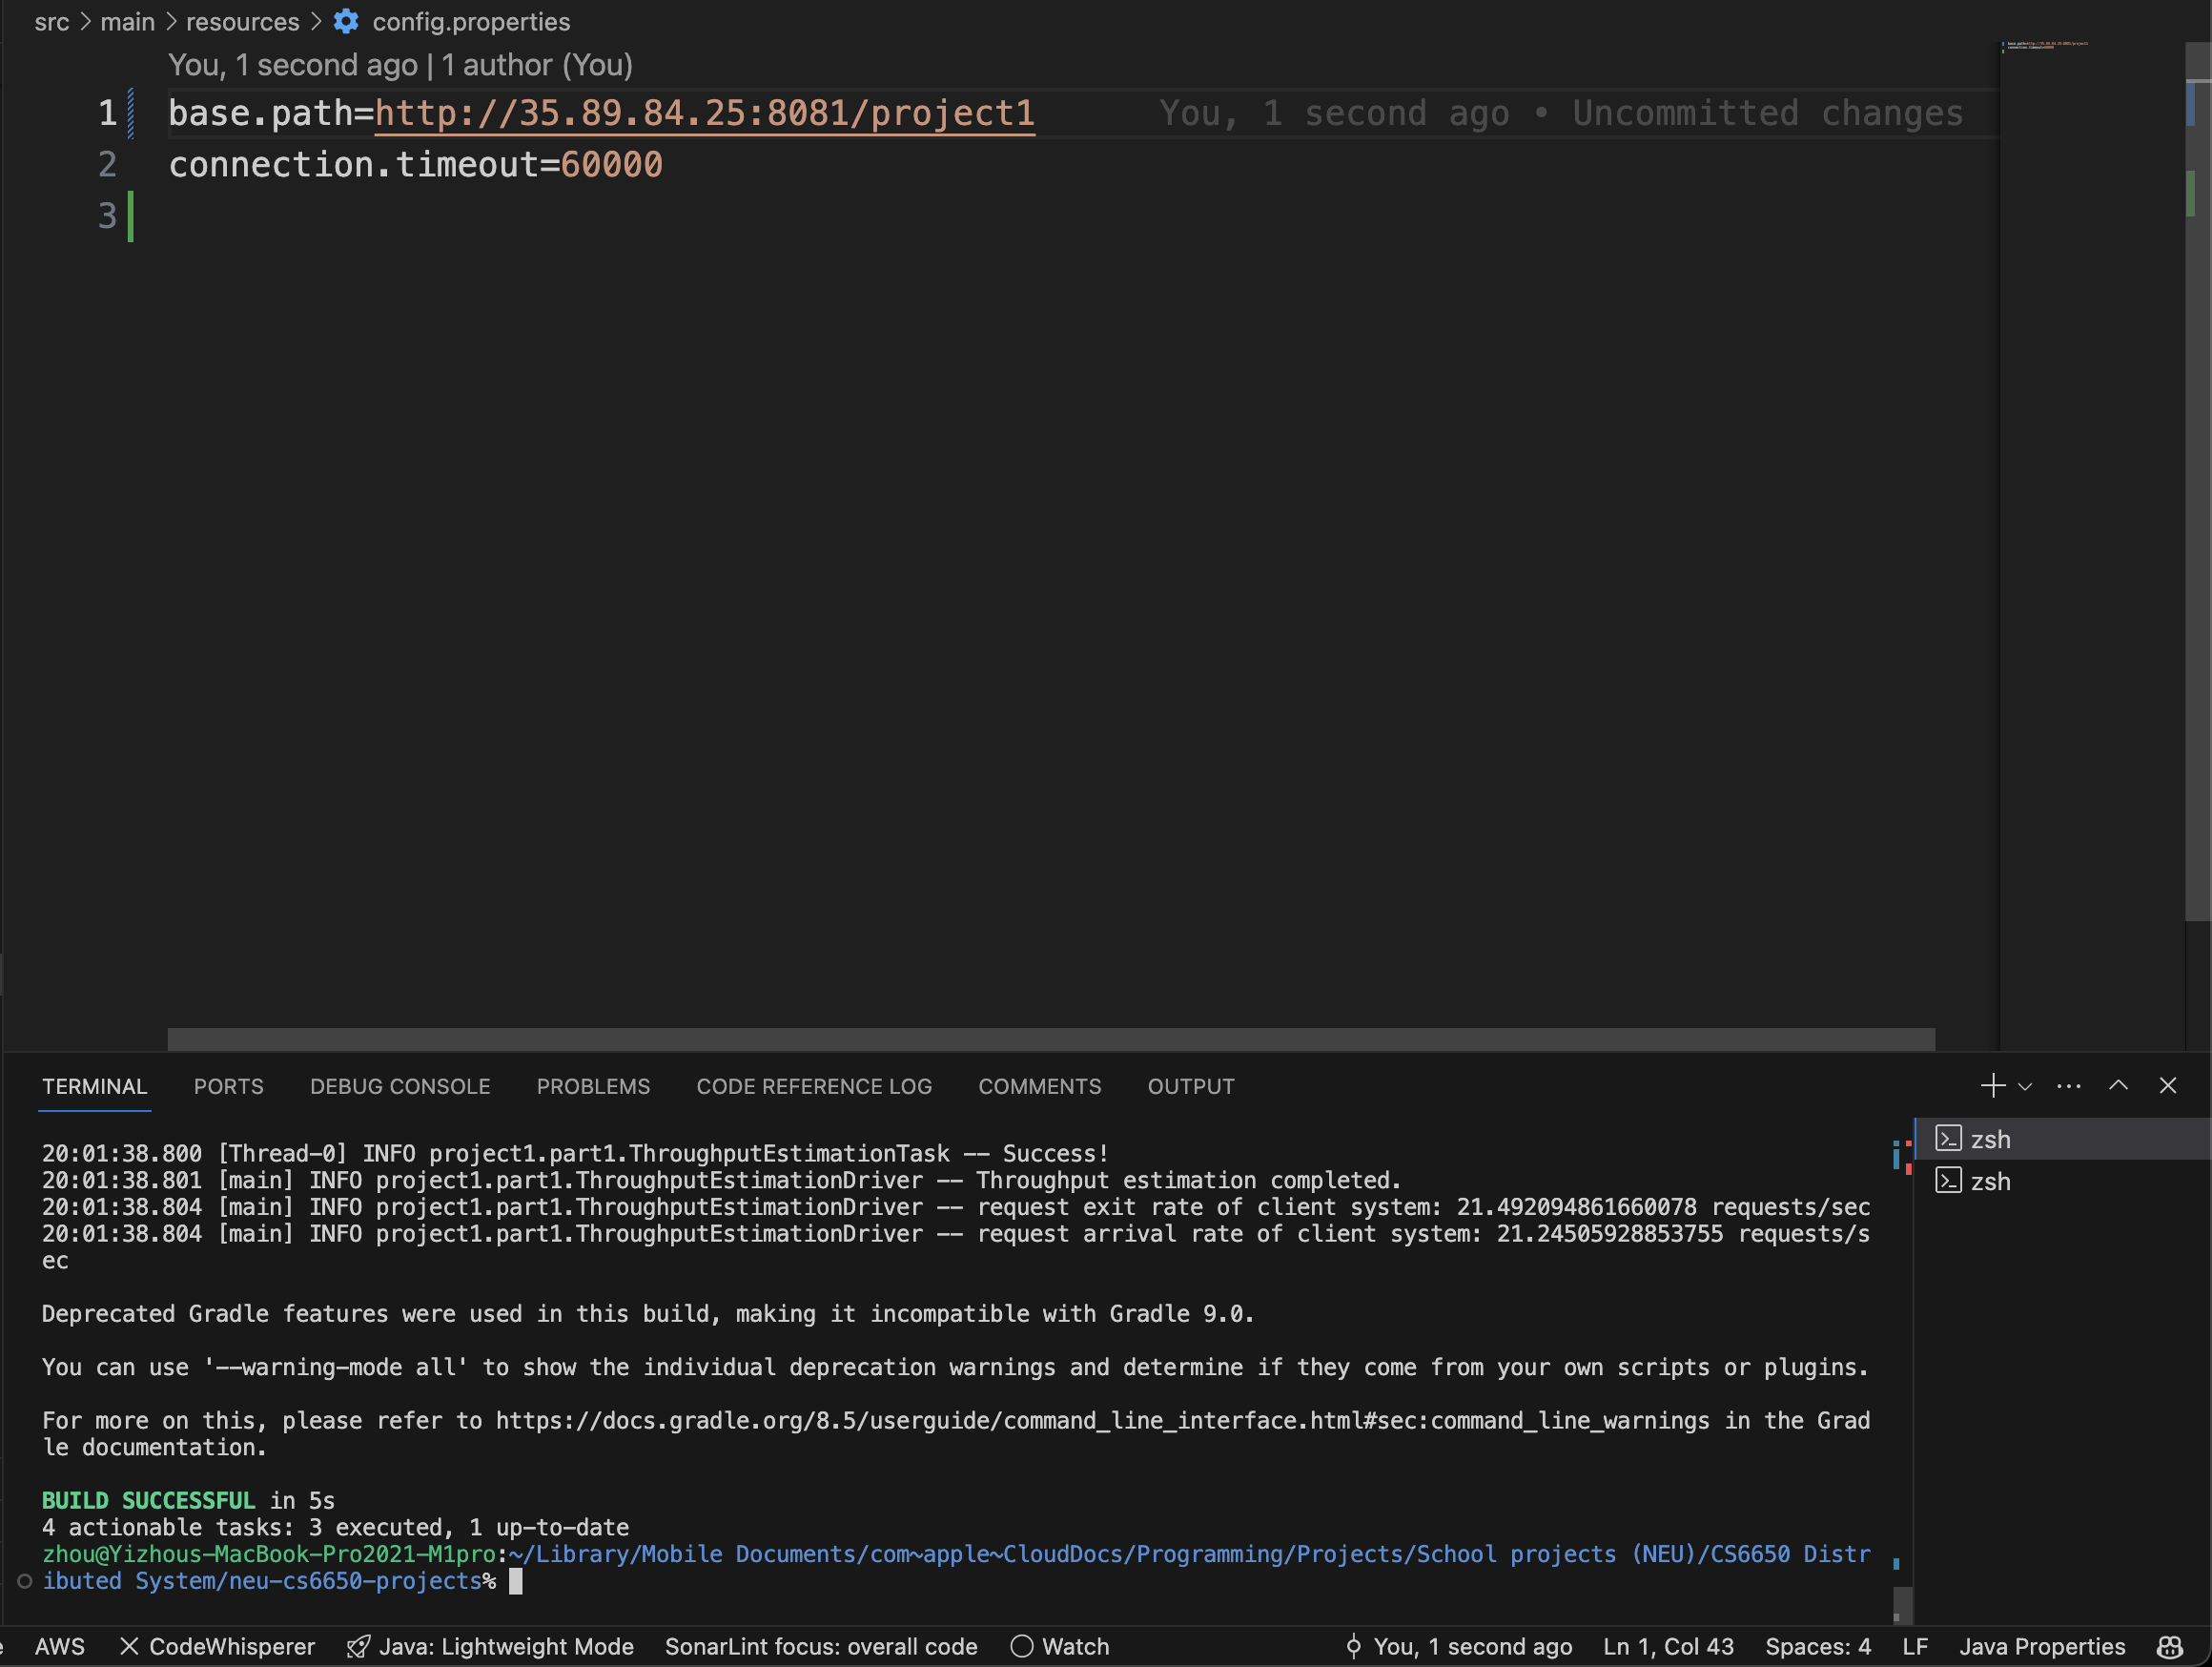 src > main > resources > config.properties
You, 1 second ago | 1 author (You)
1 base.path=http://35.89.84.25:8081/project1 You, 1 second ago • Uncommitted changes
2 connection.timeout=60000
3
TERMINAL PORTS DEBUG CONSOLE PROBLEMS CODE REFERENCE LOG COMMENTS OUTPUT
20:01:38.800 [Thread-0] INFO project1.part1.ThroughputEstimationTask -- Success!
20:01:38.801 [main] INFO project1.part1.ThroughputEstimationDriver -- Throughput estimation completed.
20:01:38.804 [main] INFO project1.part1.ThroughputEstimationDriver -- request exit rate of client system: 21.492094861660078 requests/sec
20:01:38.804 [main] INFO project1.part1.ThroughputEstimationDriver -- request arrival rate of client system: 21.24505928853755 requests/s
ec
Deprecated Gradle features were used in this build, making it incompatible with Gradle 9.0.
You can use '--warning-mode all' to show the individual deprecation warnings and determine if they come from your own scripts or plugins.
For more on this, please refer to https://docs.gradle.org/8.5/userguide/command_line_interface.html#sec:command_line_warnings in the Grad
le documentation.
BUILD SUCCESSFUL in 5s
4 actionable tasks: 3 executed, 1 up-to-date
zhou@Yizhous-MacBook-Pro2021-M1pro:~/Library/Mobile Documents/com~apple~CloudDocs/Programming/Projects/School projects (NEU)/CS6650 Distr
ibuted System/neu-cs6650-projects%
zsh
zsh
AWS CodeWhisperer Java: Lightweight Mode SonarLint focus: overall code Watch You, 1 second ago Ln 1, Col 43 Spaces: 4 LF Java Properties